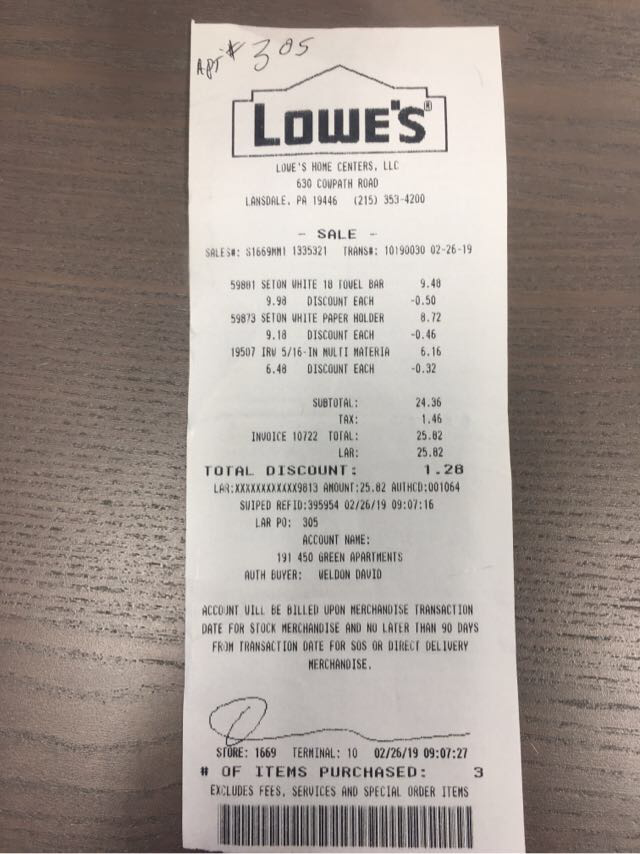 APT # 305
LOWE'S®
LOWE'S HOME CENTERS, LLC
630 COWPATH ROAD
LANSDALE, PA 19446 (215) 353-4200
- SALE -
SALES#: S1669MM1 1335321 TRANS#: 10190030 02-26-19
59801 SETON WHITE 18 TOWEL BAR 9.48
9.98 DISCOUNT EACH -0.50
59873 SETON WHITE PAPER HOLDER 8.72
9.18 DISCOUNT EACH -0.46
19507 IRW 5/16-IN MULTI MATERIA 6.16
6.48 DISCOUNT EACH -0.32
SUBTOTAL: 24.36
TAX: 1.46
INVOICE 10722 TOTAL: 25.82
LAR: 25.82
TOTAL DISCOUNT: 1.28
LAR:XXXXXXXXXXXX9813 AMOUNT:25.82 AUTHCD:001064
SWIPED REFID:395954 02/26/19 09:07:16
LAR PO: 305
ACCOUNT NAME:
191 450 GREEN APARTMENTS
AUTH BUYER: WELDON DAVID
ACCOUNT WILL BE BILLED UPON MERCHANDISE TRANSACTION
DATE FOR STOCK MERCHANDISE AND NO LATER THAN 90 DAYS
FROM TRANSACTION DATE FOR SOS OR DIRECT DELIVERY
MERCHANDISE.
STORE: 1669 TERMINAL: 10 02/26/19 09:07:27
# OF ITEMS PURCHASED: 3
EXCLUDES FEES, SERVICES AND SPECIAL ORDER ITEMS